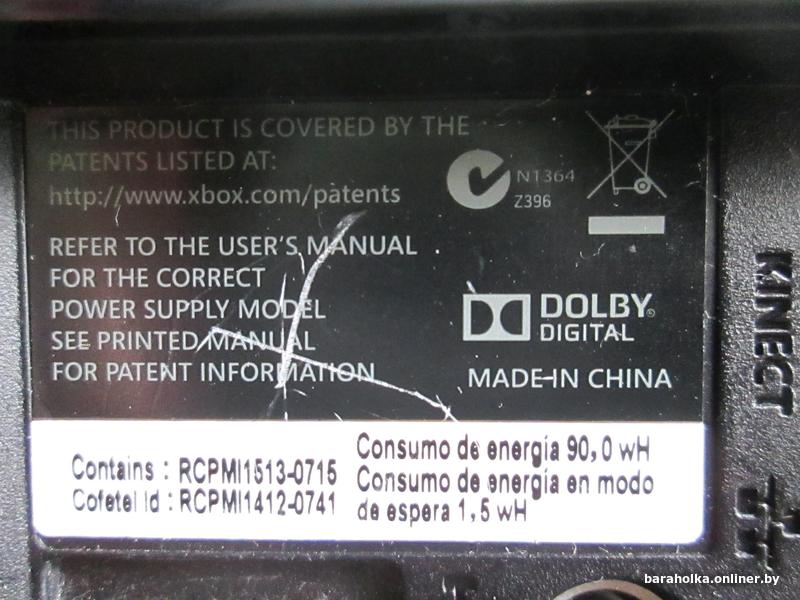 THIS PRODUCT IS COVERED BY THE
PATENTS LISTED AT:
http://www.xbox.com/patents
N1364
Z396
REFER TO THE USER'S MANUAL
FOR THE CORRECT
POWER SUPPLY MODEL
SEE PRINTED MANUAL
FOR PATENT INFORMATION
DOLBY®
DIGITAL
MADE IN CHINA
Contains : RCPMI1513-0715
Cofetel Id : RCPMI1412-0741
Consumo de energia 90,0 wH
Consumo de energia en modo
de espera 1,5 wH
KINECT
baraholka.onliner.by